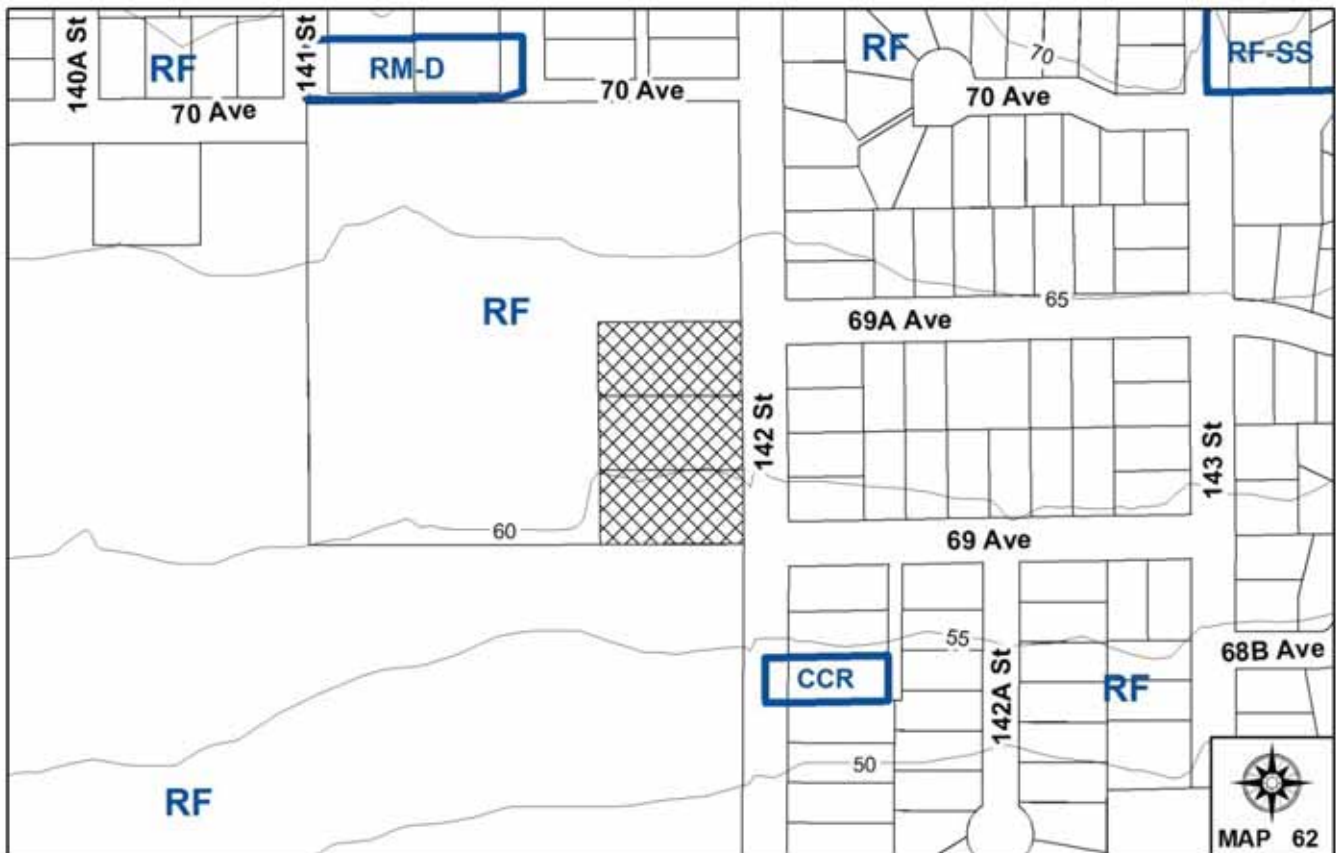 140A St
RF
141 St
RM-D
70 Ave
70 Ave
RF
70
70 Ave
RF-SS
RF
65
69A Ave
142 St
143 St
60
69 Ave
55
68B Ave
CCR
142A St
RF
50
RF
MAP 62